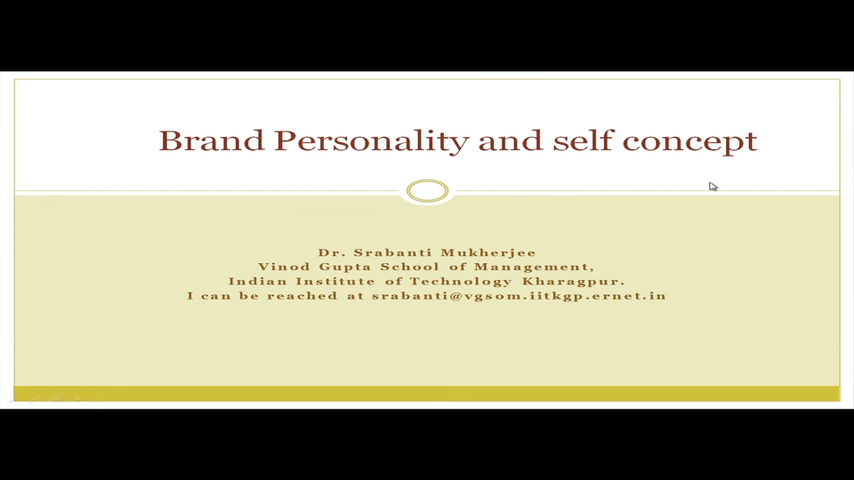 Brand Personality and self concept
Dr. Srabanti Mukherjee
Vinod Gupta School of Management,
Indian Institute of Technology Kharagpur.
I can be reached at srabanti@vgsom.iitkgp.ernet.in